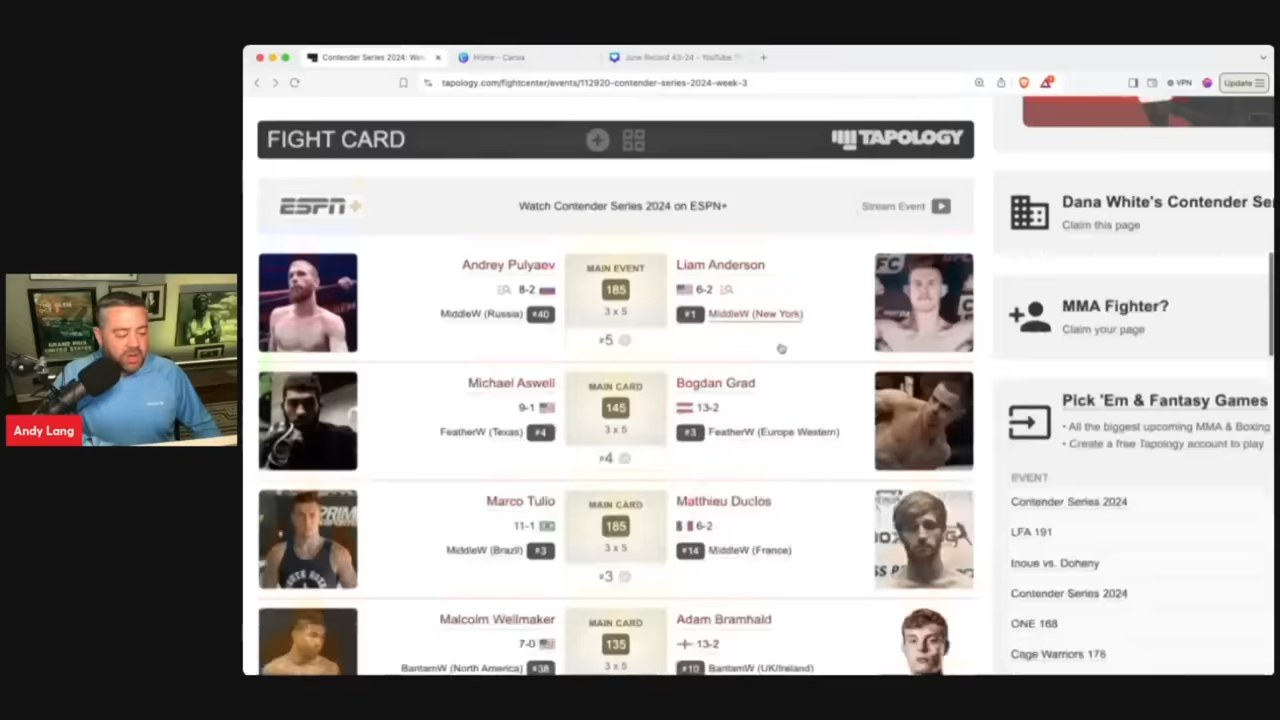 Contender Series 2024: Wee
Home - Canva
June Record 43-24 - YouTube
tapology.com/fightcenter/events/112920-contender-series-2024-week-3
VPN
Update
FIGHT CARD
TAPOLOGY
ESPN+
Watch Contender Series 2024 on ESPN+
Stream Event
Andrey Pulyaev
MAIN EVENT
Liam Anderson
8-2
185
6-2
MiddleW (Russia) #40
3 x 5
#1 MiddleW (New York)
#5
Michael Aswell
MAIN CARD
Bogdan Grad
9-1
145
13-2
FeatherW (Texas) #4
3 x 5
#3 FeatherW (Europe Western)
#4
Marco Tulio
MAIN CARD
Matthieu Duclos
11-1
185
6-2
MiddleW (Brazil) #3
3 x 5
#14 MiddleW (France)
#3
Malcolm Wellmaker
MAIN CARD
Adam Bramhald
7-0
135
13-2
BantamW (North America) #38
3 x 5
#10 BantamW (UK/Ireland)
Dana White's Contender Se
Claim this page
MMA Fighter?
Claim your page
Pick 'Em & Fantasy Games
• All the biggest upcoming MMA & Boxing
• Create a free Tapology account to play
EVENT
Contender Series 2024
LFA 191
Inoue vs. Doheny
Contender Series 2024
ONE 168
Cage Warriors 176
GRAND PRIX
UNITED STATES
Andy Lang